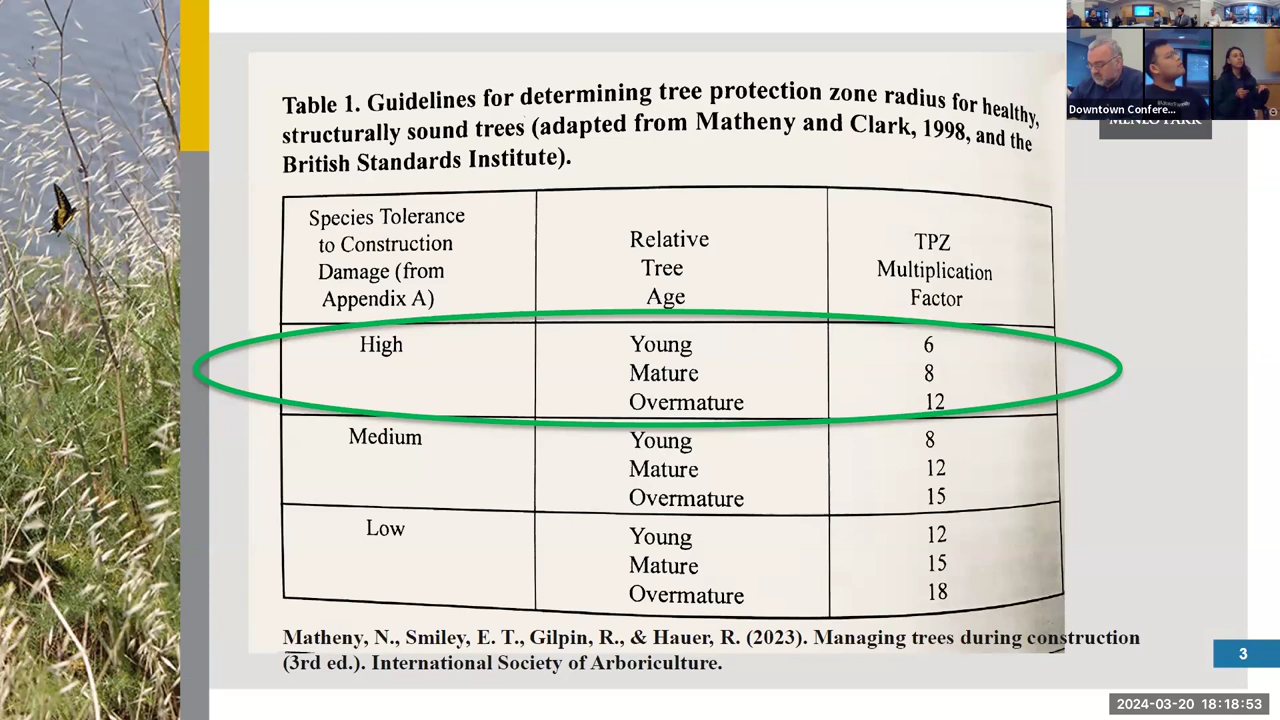 Table 1. Guidelines for determining tree protection zone radius for healthy,
structurally sound trees (adapted from Matheny and Clark, 1998, and the
British Standards Institute).
Species Tolerance
to Construction
Damage (from
Appendix A)
Relative
Tree
Age
TPZ
Multiplication
Factor
High
Young
6
Mature
8
Overmature
12
Medium
Young
8
Mature
12
Overmature
15
Low
Young
12
Mature
15
Overmature
18
Matheny, N., Smiley, E. T., Gilpin, R., & Hauer, R. (2023). Managing trees during construction
(3rd ed.). International Society of Arboriculture.
Downtown Confere...
MENLO PARK
3
2024-03-20 18:18:53